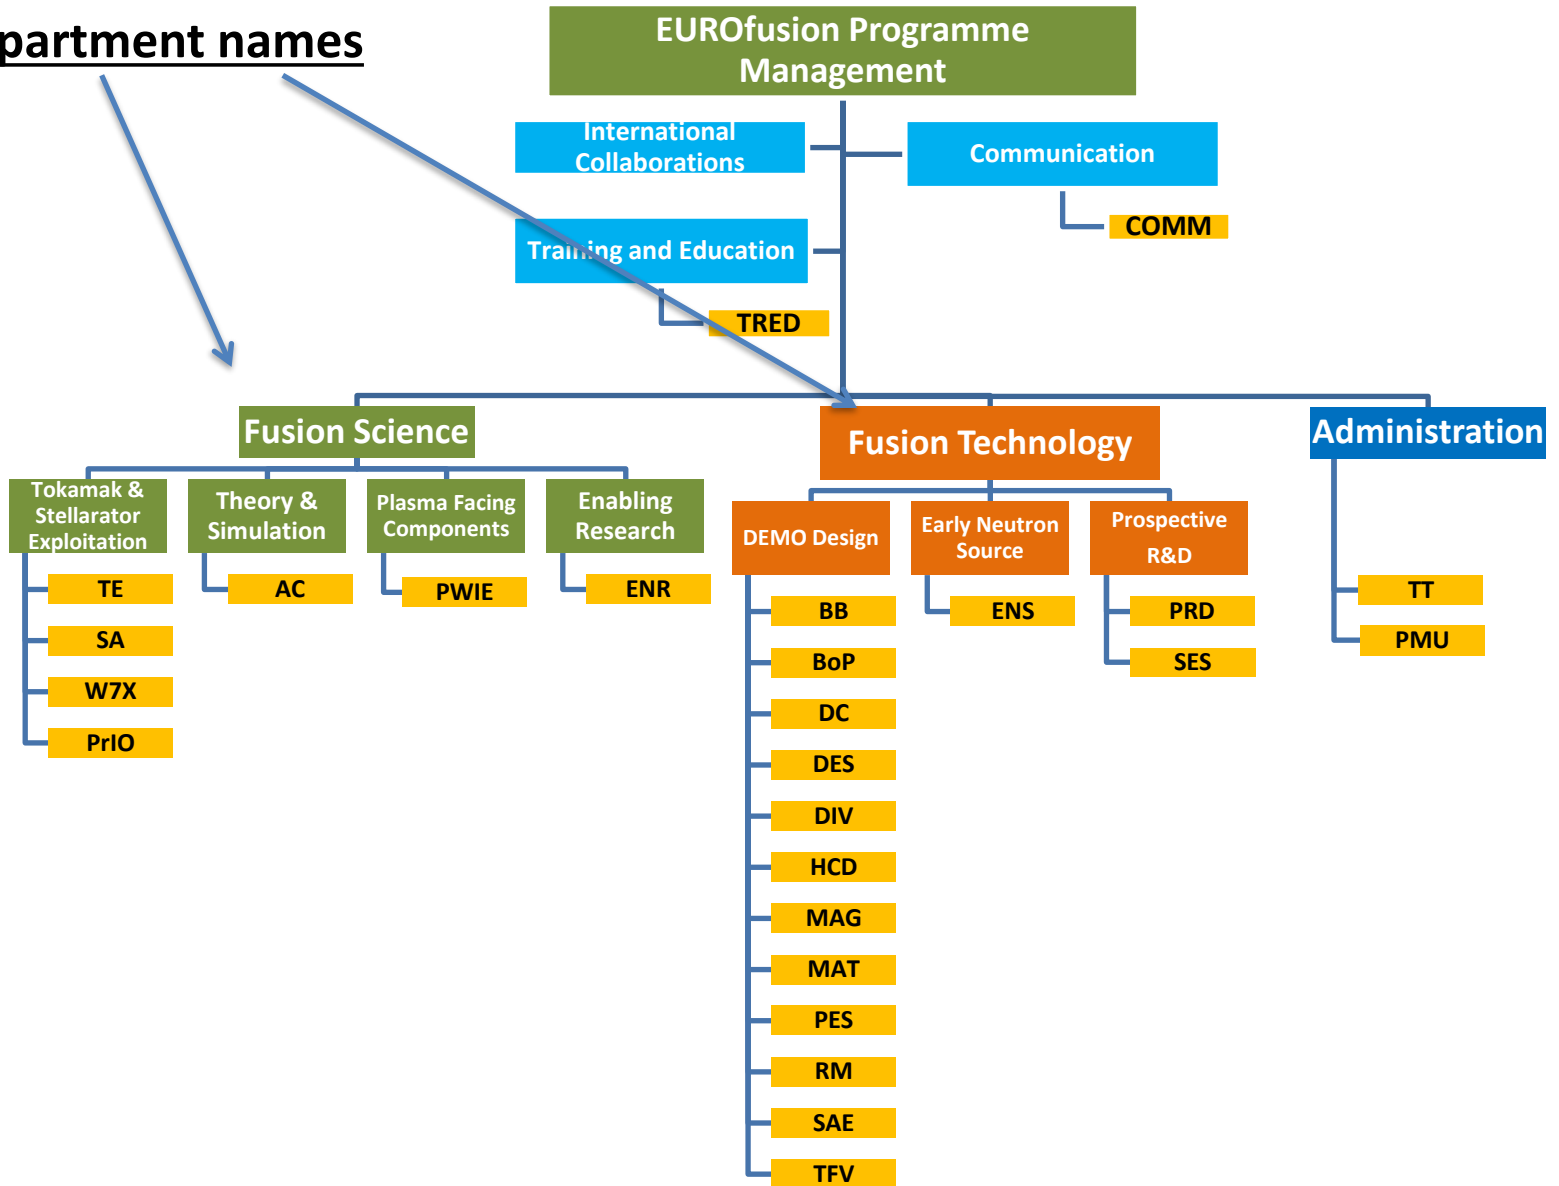 partment names
EUROfusion Programme
Management
International
Collaborations
Communication
COMM
Training and Education
TRED
Fusion Science
Fusion Technology
Administration
Tokamak &
Stellarator
Exploitation
TE
SA
W7X
PrIO
Theory &
Simulation
AC
Plasma Facing
Components
PWIE
Enabling
Research
ENR
DEMO Design
BB
BoP
DC
DES
DIV
HCD
MAG
MAT
PES
RM
SAE
TFV
Early Neutron
Source
ENS
Prospective
R&D
PRD
SES
TT
PMU